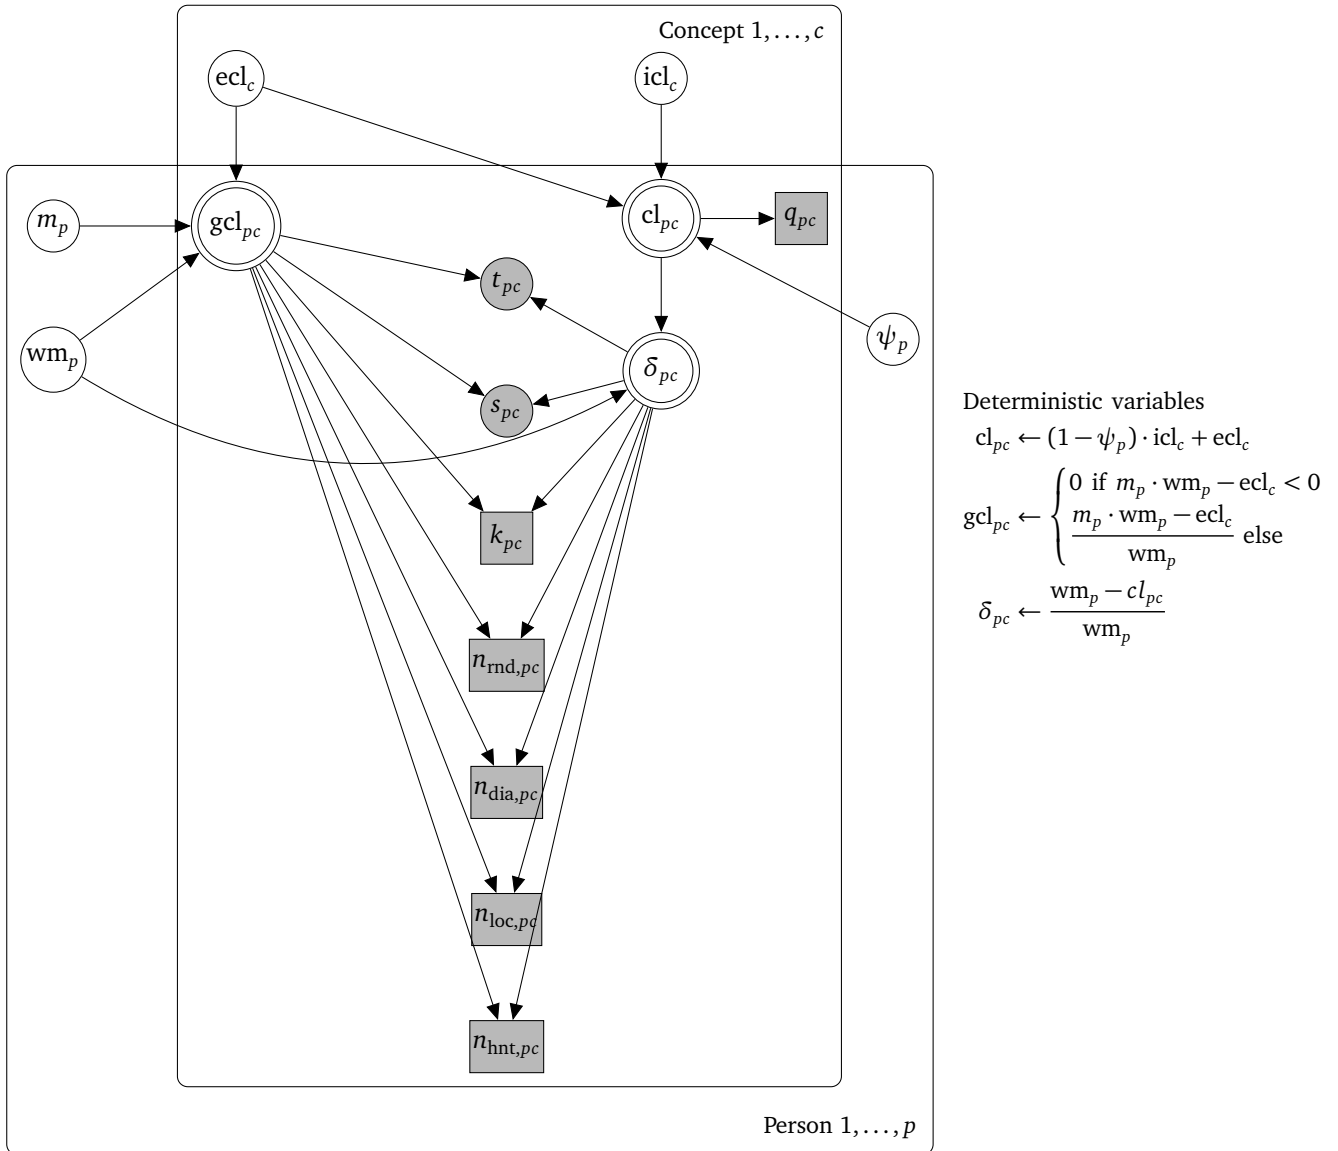 Concept 1, . . . , c
ecl_c
icl_c
m_p
gcl_pc
cl_pc
q_pc
t_pc
wm_p
ψ_p
δ_pc
s_pc
k_pc
n_rnd,pc
n_dia,pc
n_loc,pc
n_hnt,pc
Person 1, . . . , p
Deterministic variables
cl_pc ← (1 − ψ_p) · icl_c + ecl_c
gcl_pc ← { 0 if m_p · wm_p − ecl_c < 0
m_p · wm_p − ecl_c
wm_p
else
δ_pc ←
wm_p − cl_pc
wm_p